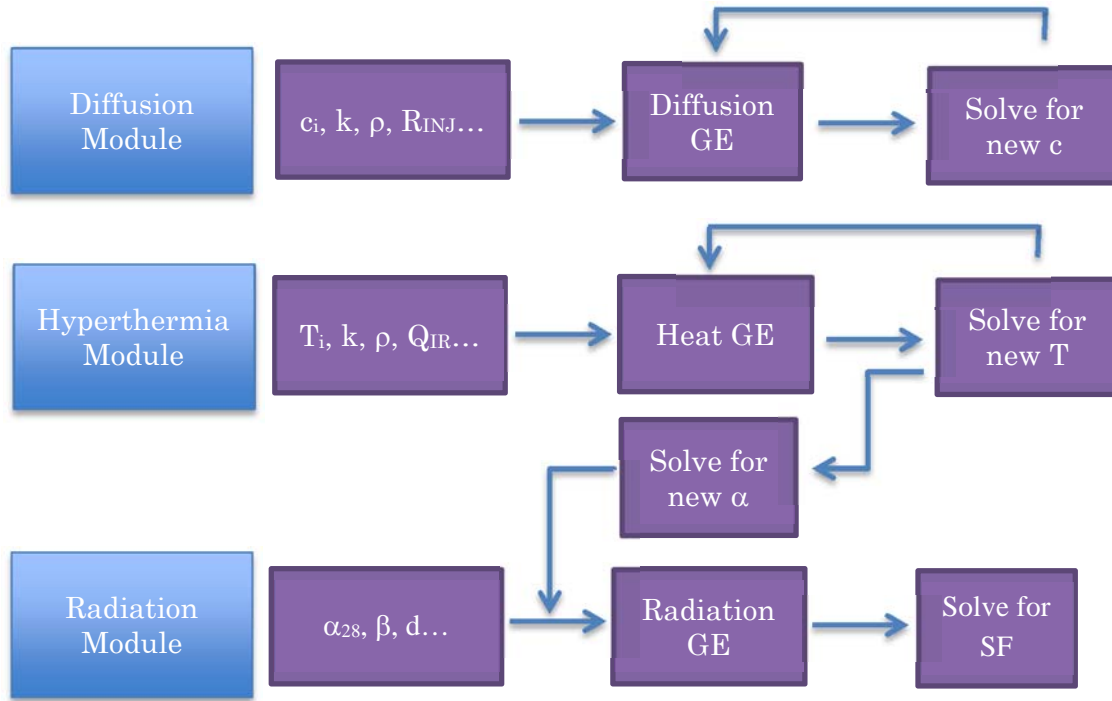 Diffusion
Module
cᵢ, k, ρ, R_INJ…
Diffusion
GE
Solve for
new c
Hyperthermia
Module
Tᵢ, k, ρ, Q_IR…
Heat GE
Solve for
new T
Solve for
new α
Radiation
Module
α₂₈, β, d…
Radiation
GE
Solve for
SF